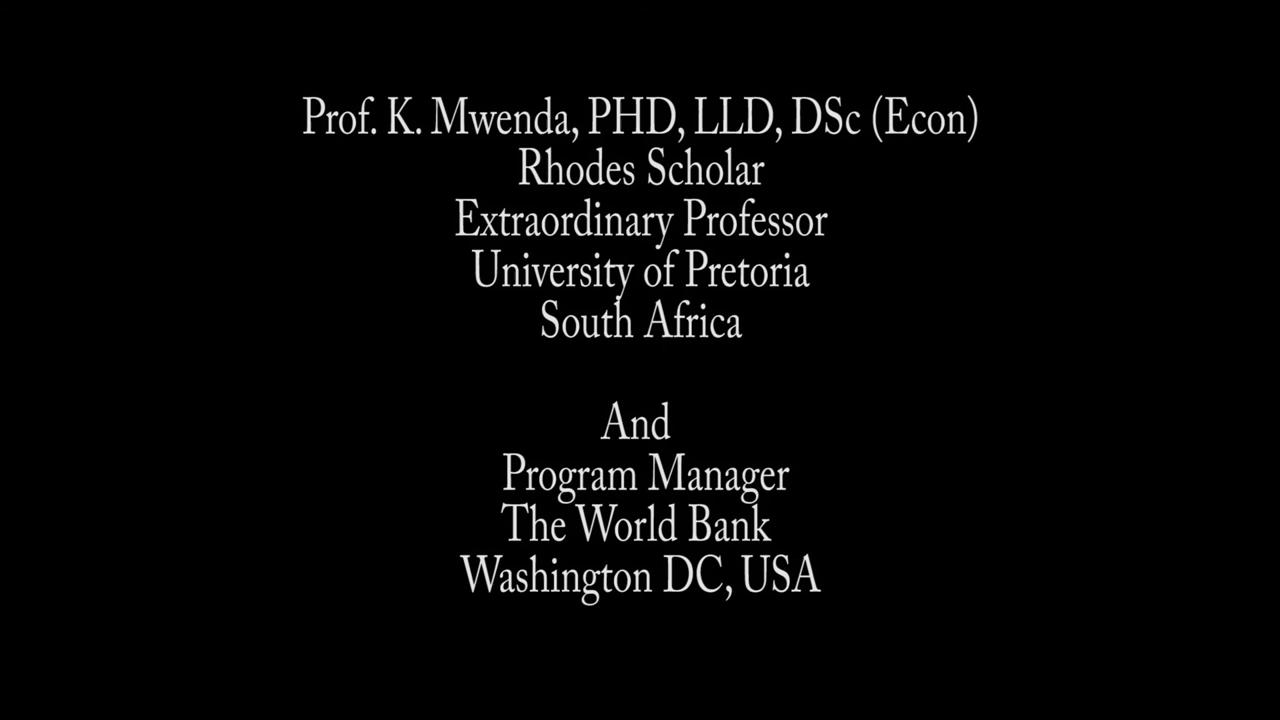 Prof. K. Mwenda, PHD, LLD, DSc (Econ)
Rhodes Scholar
Extraordinary Professor
University of Pretoria
South Africa
And
Program Manager
The World Bank
Washington DC, USA